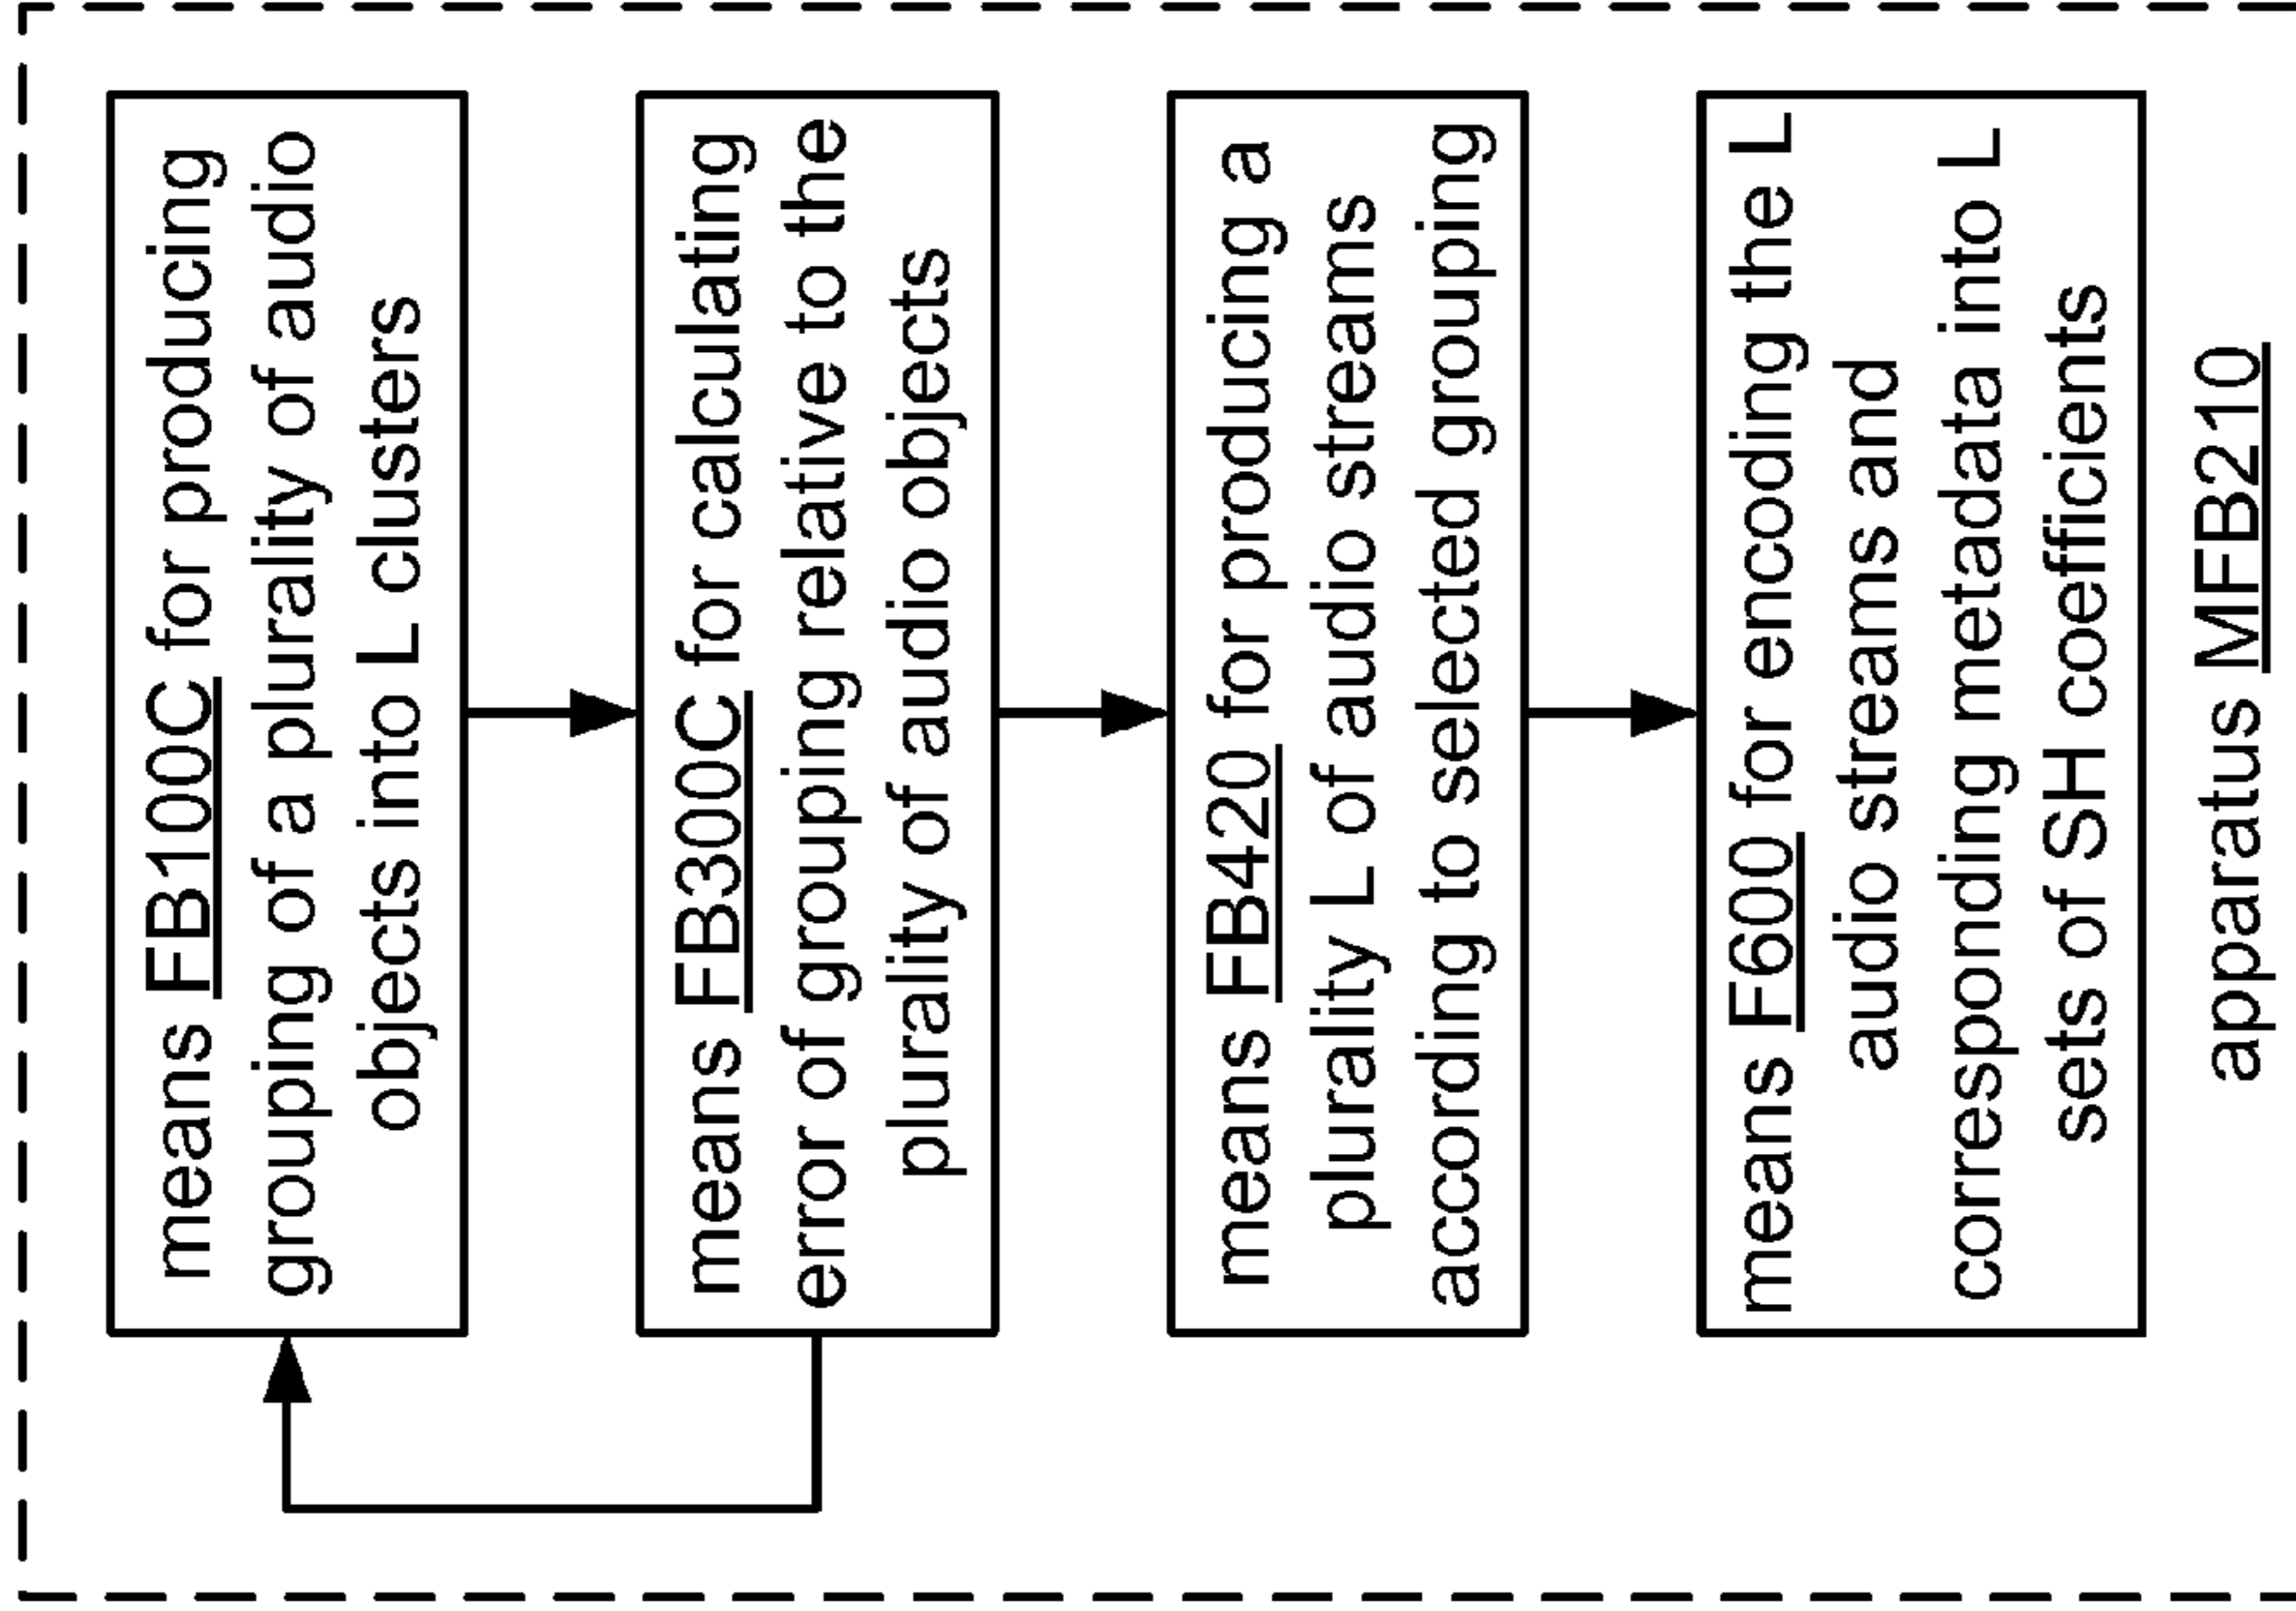 means FB100C for producing
grouping of a plurality of audio
objects into L clusters
means FB300C for calculating
error of grouping relative to the
plurality of audio objects
means FB420 for producing a
plurality L of audio streams
according to selected grouping
means F600 for encoding the L
audio streams and
corresponding metadata into L
sets of SH coefficients
apparatus MFB210